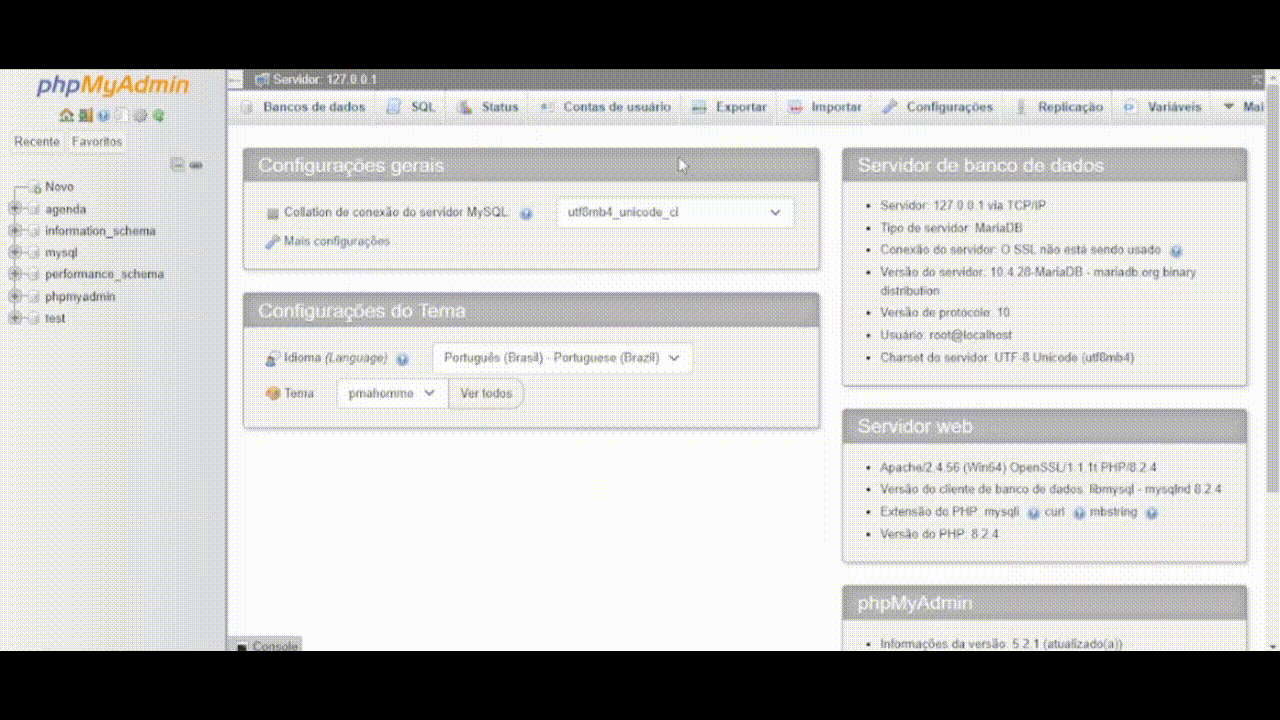 phpMyAdmin
Recente Favoritos
Novo
agenda
information_schema
mysql
performance_schema
phpmyadmin
test
Servidor: 127.0.0.1
Bancos de dados SQL Status Contas de usuário Exportar Importar Configurações Replicação Variáveis Mai
Configurações gerais
Collation de conexão do servidor MySQL: utf8mb4_unicode_ci
Mais configurações
Configurações do Tema
Idioma (Language) Português (Brasil) - Portuguese (Brazil)
Tema pmahomme Ver todos
Servidor de banco de dados
Servidor: 127.0.0.1 via TCP/IP
Tipo de servidor: MariaDB
Conexão do servidor: O SSL não está sendo usado
Versão do servidor: 10.4.28-MariaDB - mariadb.org binary
distribution
Versão de protocolo: 10
Usuário: root@localhost
Charset do servidor: UTF-8 Unicode (utf8mb4)
Servidor web
Apache/2.4.56 (Win64) OpenSSL/1.1.1t PHP/8.2.4
Versão do cliente de banco de dados: libmysql - mysqlnd 8.2.4
Extensão do PHP: mysqli curl mbstring
Versão do PHP: 8.2.4
phpMyAdmin
Informações da versão: 5.2.1 (atualizado(a))
Console